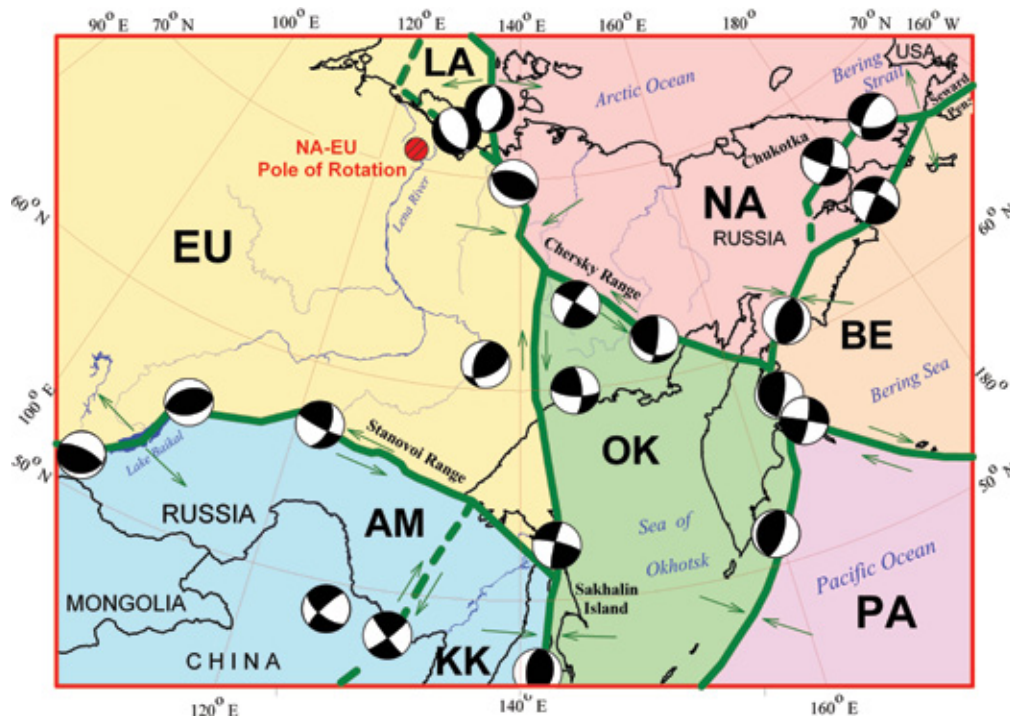 90° E
70° N
100° E
120° E
140° E
160° E
180°
70° N
160° W
USA
LA
Arctic Ocean
Bering
Strait
Seward
Pen.
NA-EU
Pole of Rotation
Chukotka
Lena River
60° N
EU
NA
RUSSIA
60° N
Chersky Range
BE
Bering Sea
180°
100° E
50° N
Lake Baikal
Stanovoi Range
OK
50° N
RUSSIA
AM
Sea of
Okhotsk
Pacific Ocean
MONGOLIA
Sakhalin
Island
PA
CHINA
KK
120° E
140° E
160° E